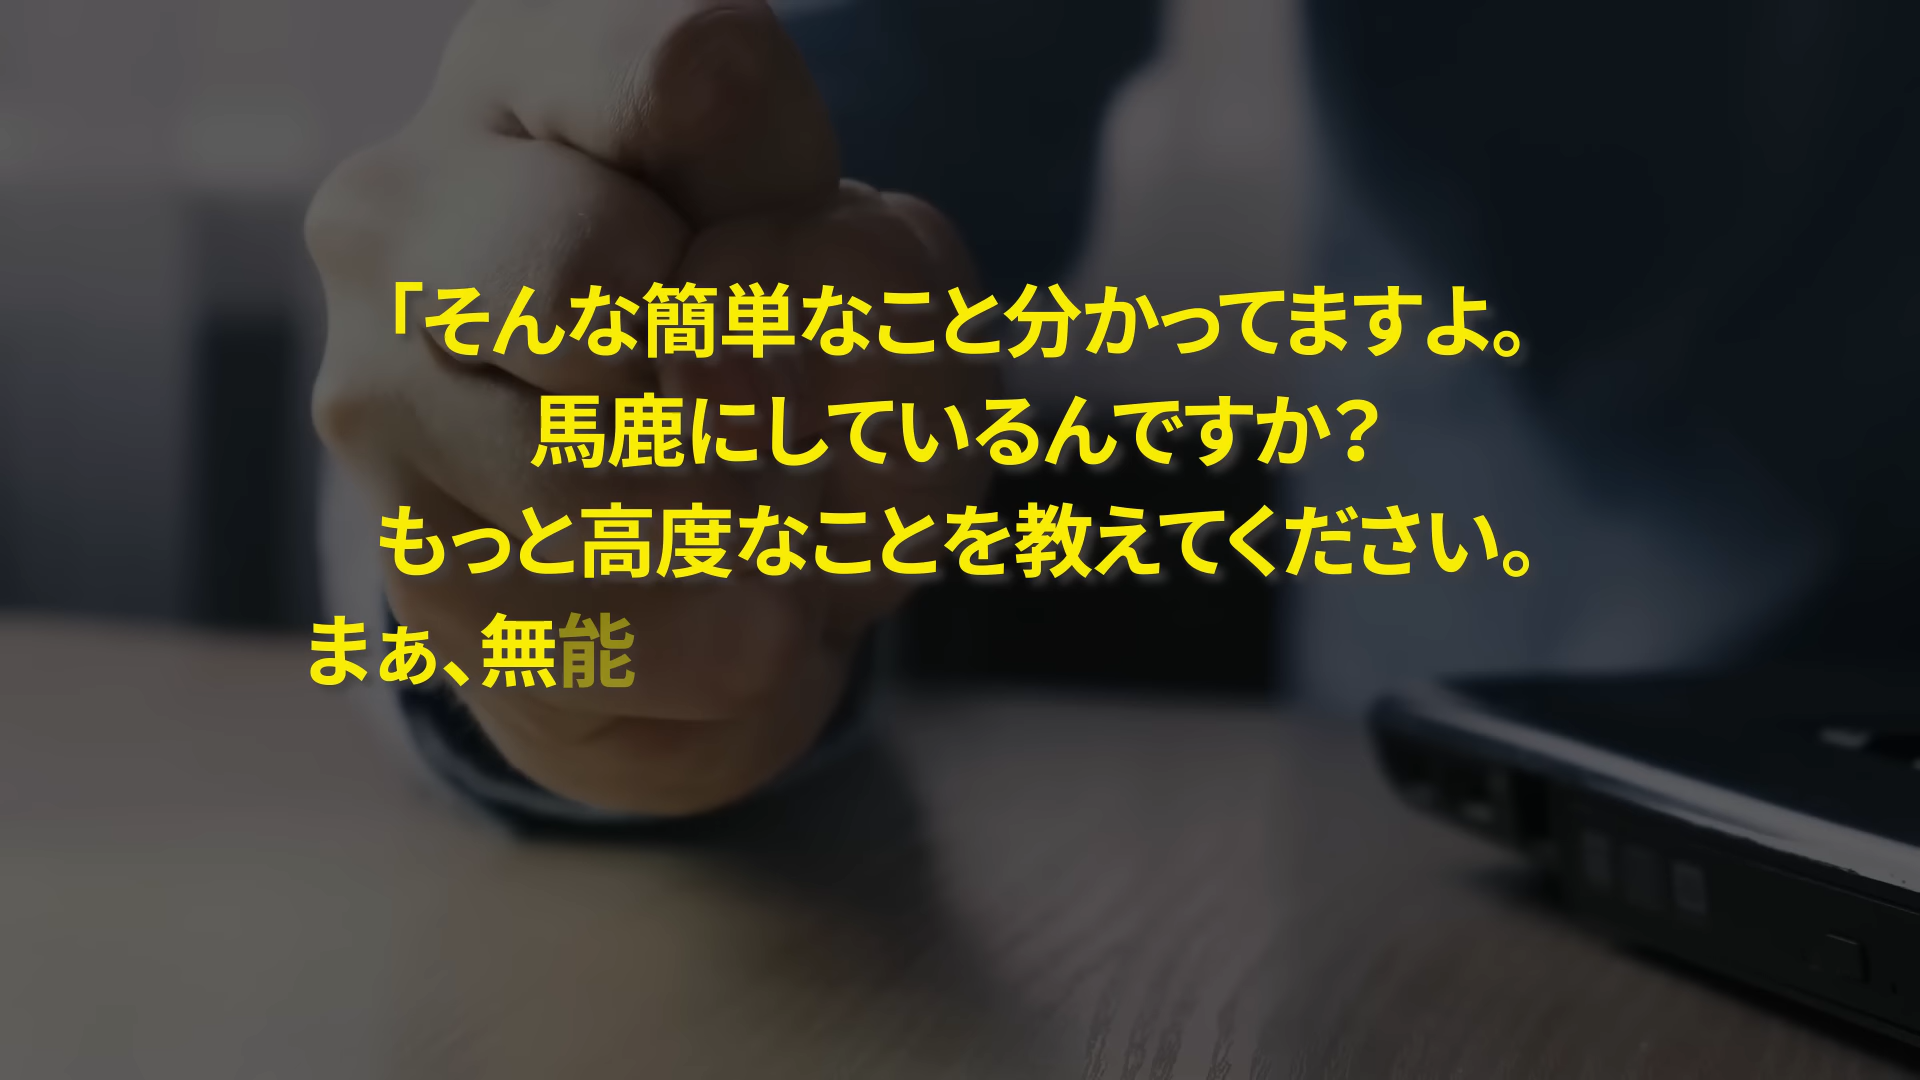 「そんな簡単なこと分かってますよ。
馬鹿にしているんですか？
もっと高度なことを教えてください。
まぁ、無能